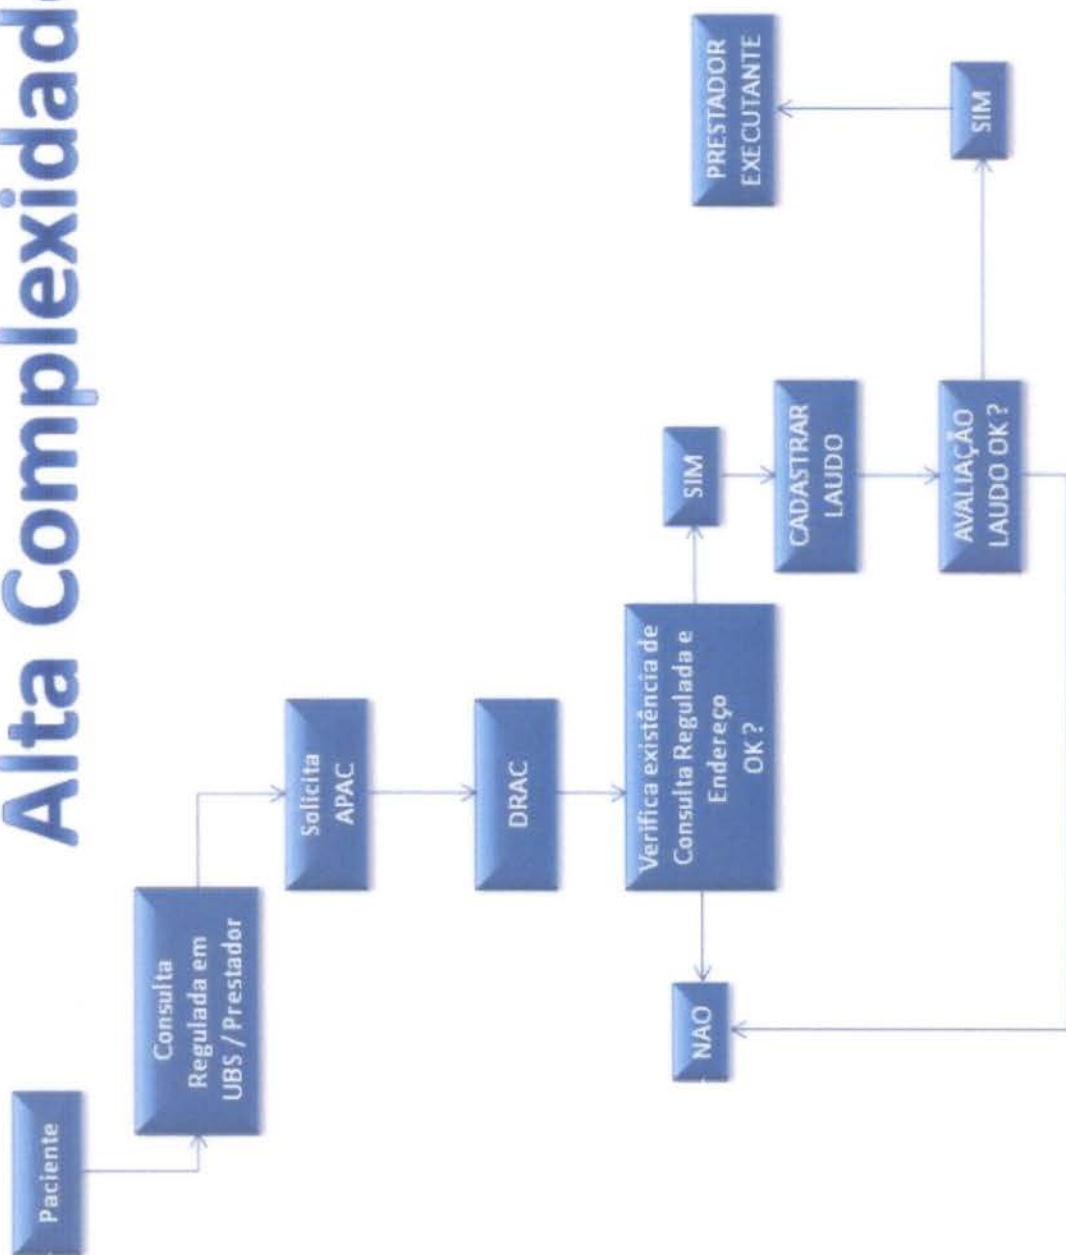 Alta Complexidade
Paciente
Consulta
Regulada em
UBS / Prestador
Solicita
APAC
DRAC
Verifica existência de
Consulta Regulada e
Endereço
OK ?
NAO
SIM
CADASTRAR
LAUDO
AVALIAÇÃO
LAUDO OK ?
SIM
PRESTADOR
EXECUTANTE